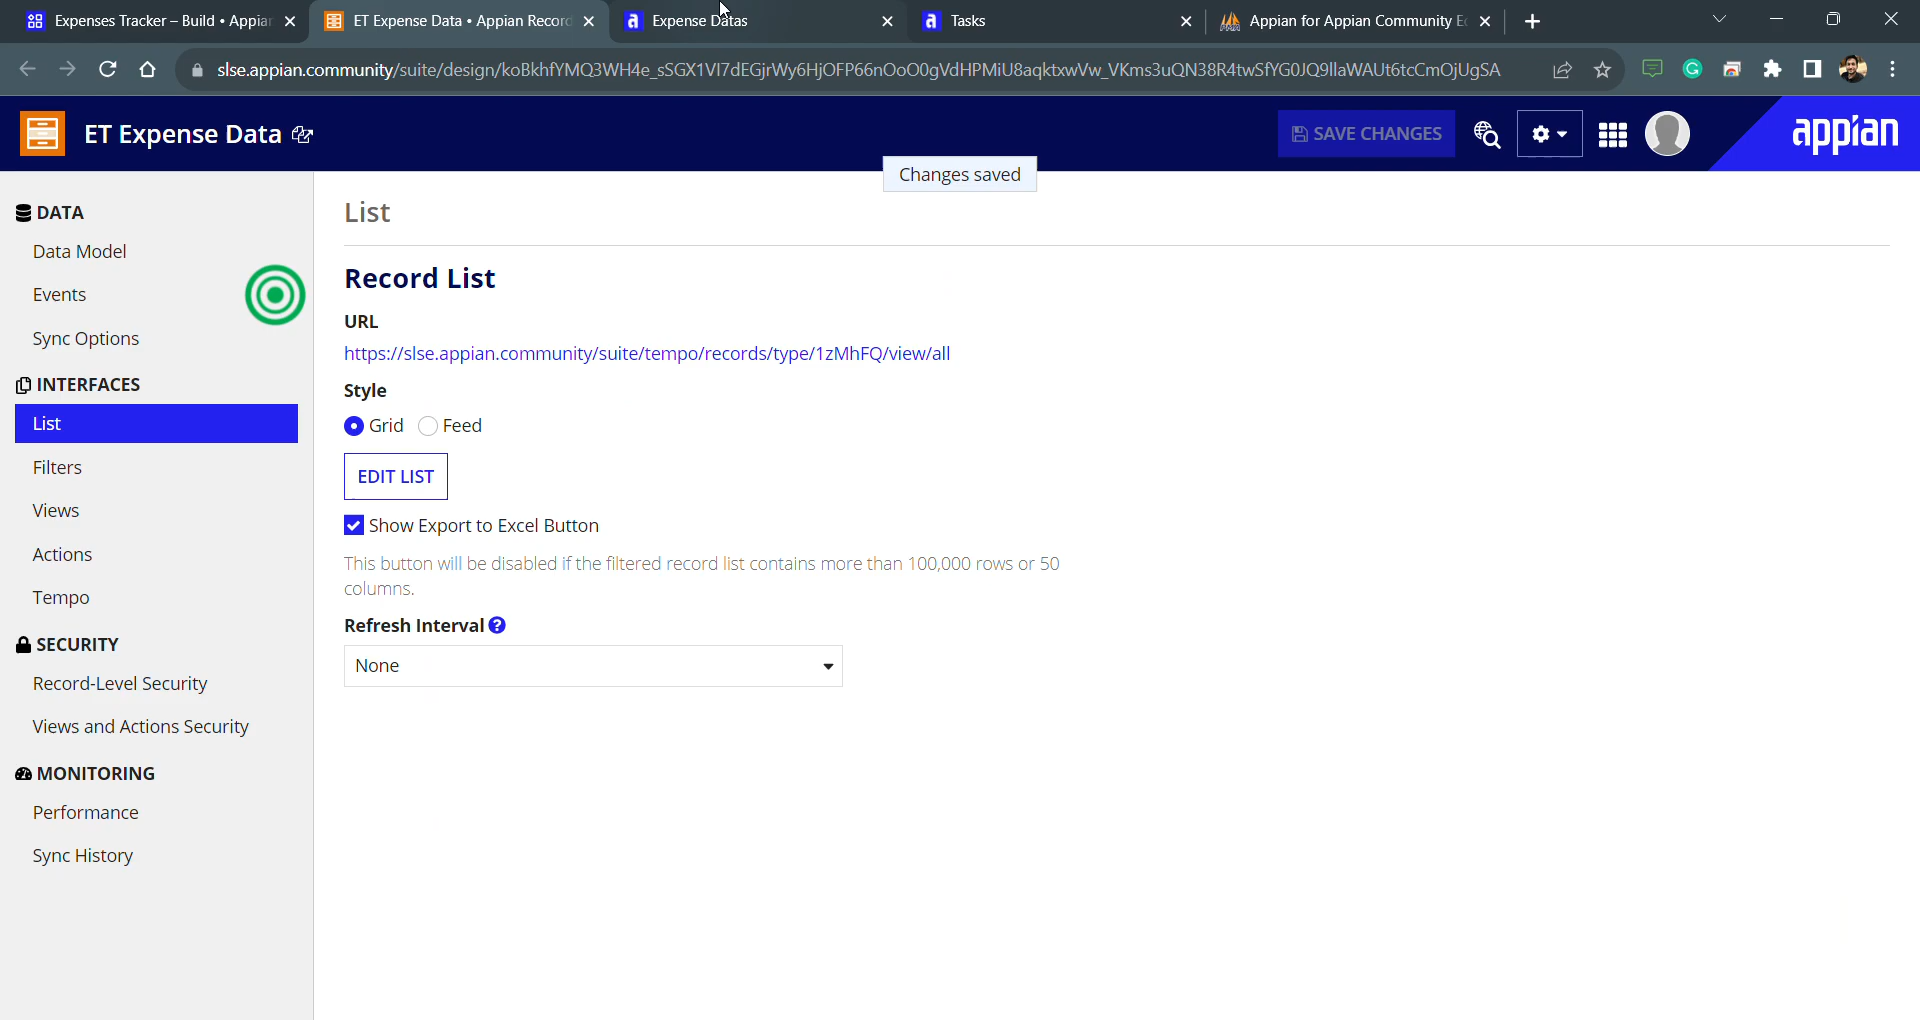 Expenses Tracker – Build • Appian
ET Expense Data • Appian Record
Expense Datas
Tasks
Appian for Appian Community Ed
slse.appian.community/suite/design/koBkhfYMQ3WH4e_sSGX1VI7dEGjrWy6HjOFP66nOoO0gVdHPMiU8aqktxwVw_VKms3uQN38R4twSfYG0JQ9llaWAUt6tcCmOjUgSA
ET Expense Data
SAVE CHANGES
appian
Changes saved
DATA
Data Model
Events
Sync Options
INTERFACES
List
Filters
Views
Actions
Tempo
SECURITY
Record-Level Security
Views and Actions Security
MONITORING
Performance
Sync History
List
Record List
URL
https://slse.appian.community/suite/tempo/records/type/1zMhFQ/view/all
Style
Grid Feed
EDIT LIST
Show Export to Excel Button
This button will be disabled if the filtered record list contains more than 100,000 rows or 50
columns.
Refresh Interval ?
None